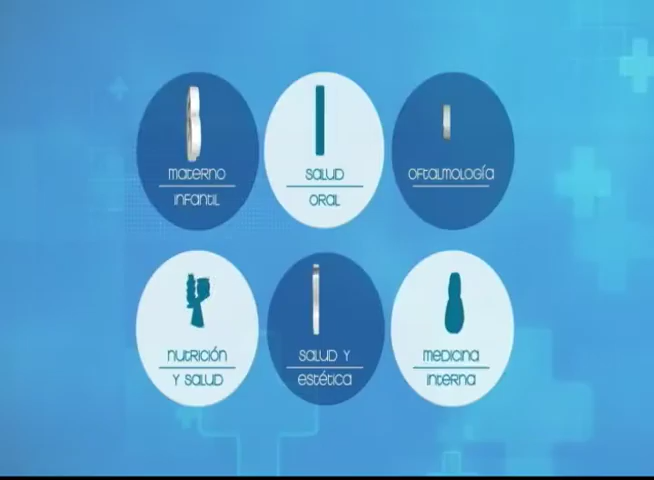 materno
infantil
salud
oral
oftalmología
nutrición
y salud
salud y
estética
medicina
interna